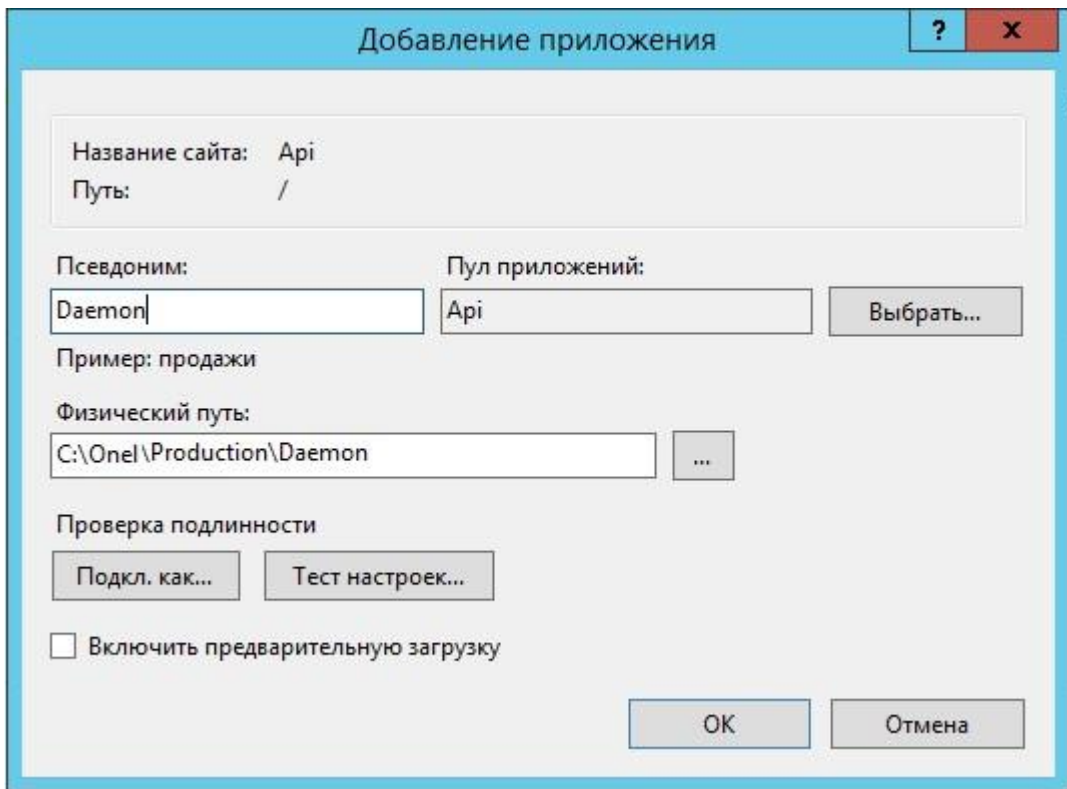 Добавление приложения
? x
Название сайта: Api
Путь: /
Псевдоним: Пул приложений:
Daemon Api Выбрать...
Пример: продажи
Физический путь:
C:\Onel\Production\Daemon ...
Проверка подлинности
Подкл. как... Тест настроек...
Включить предварительную загрузку
ОК Отмена